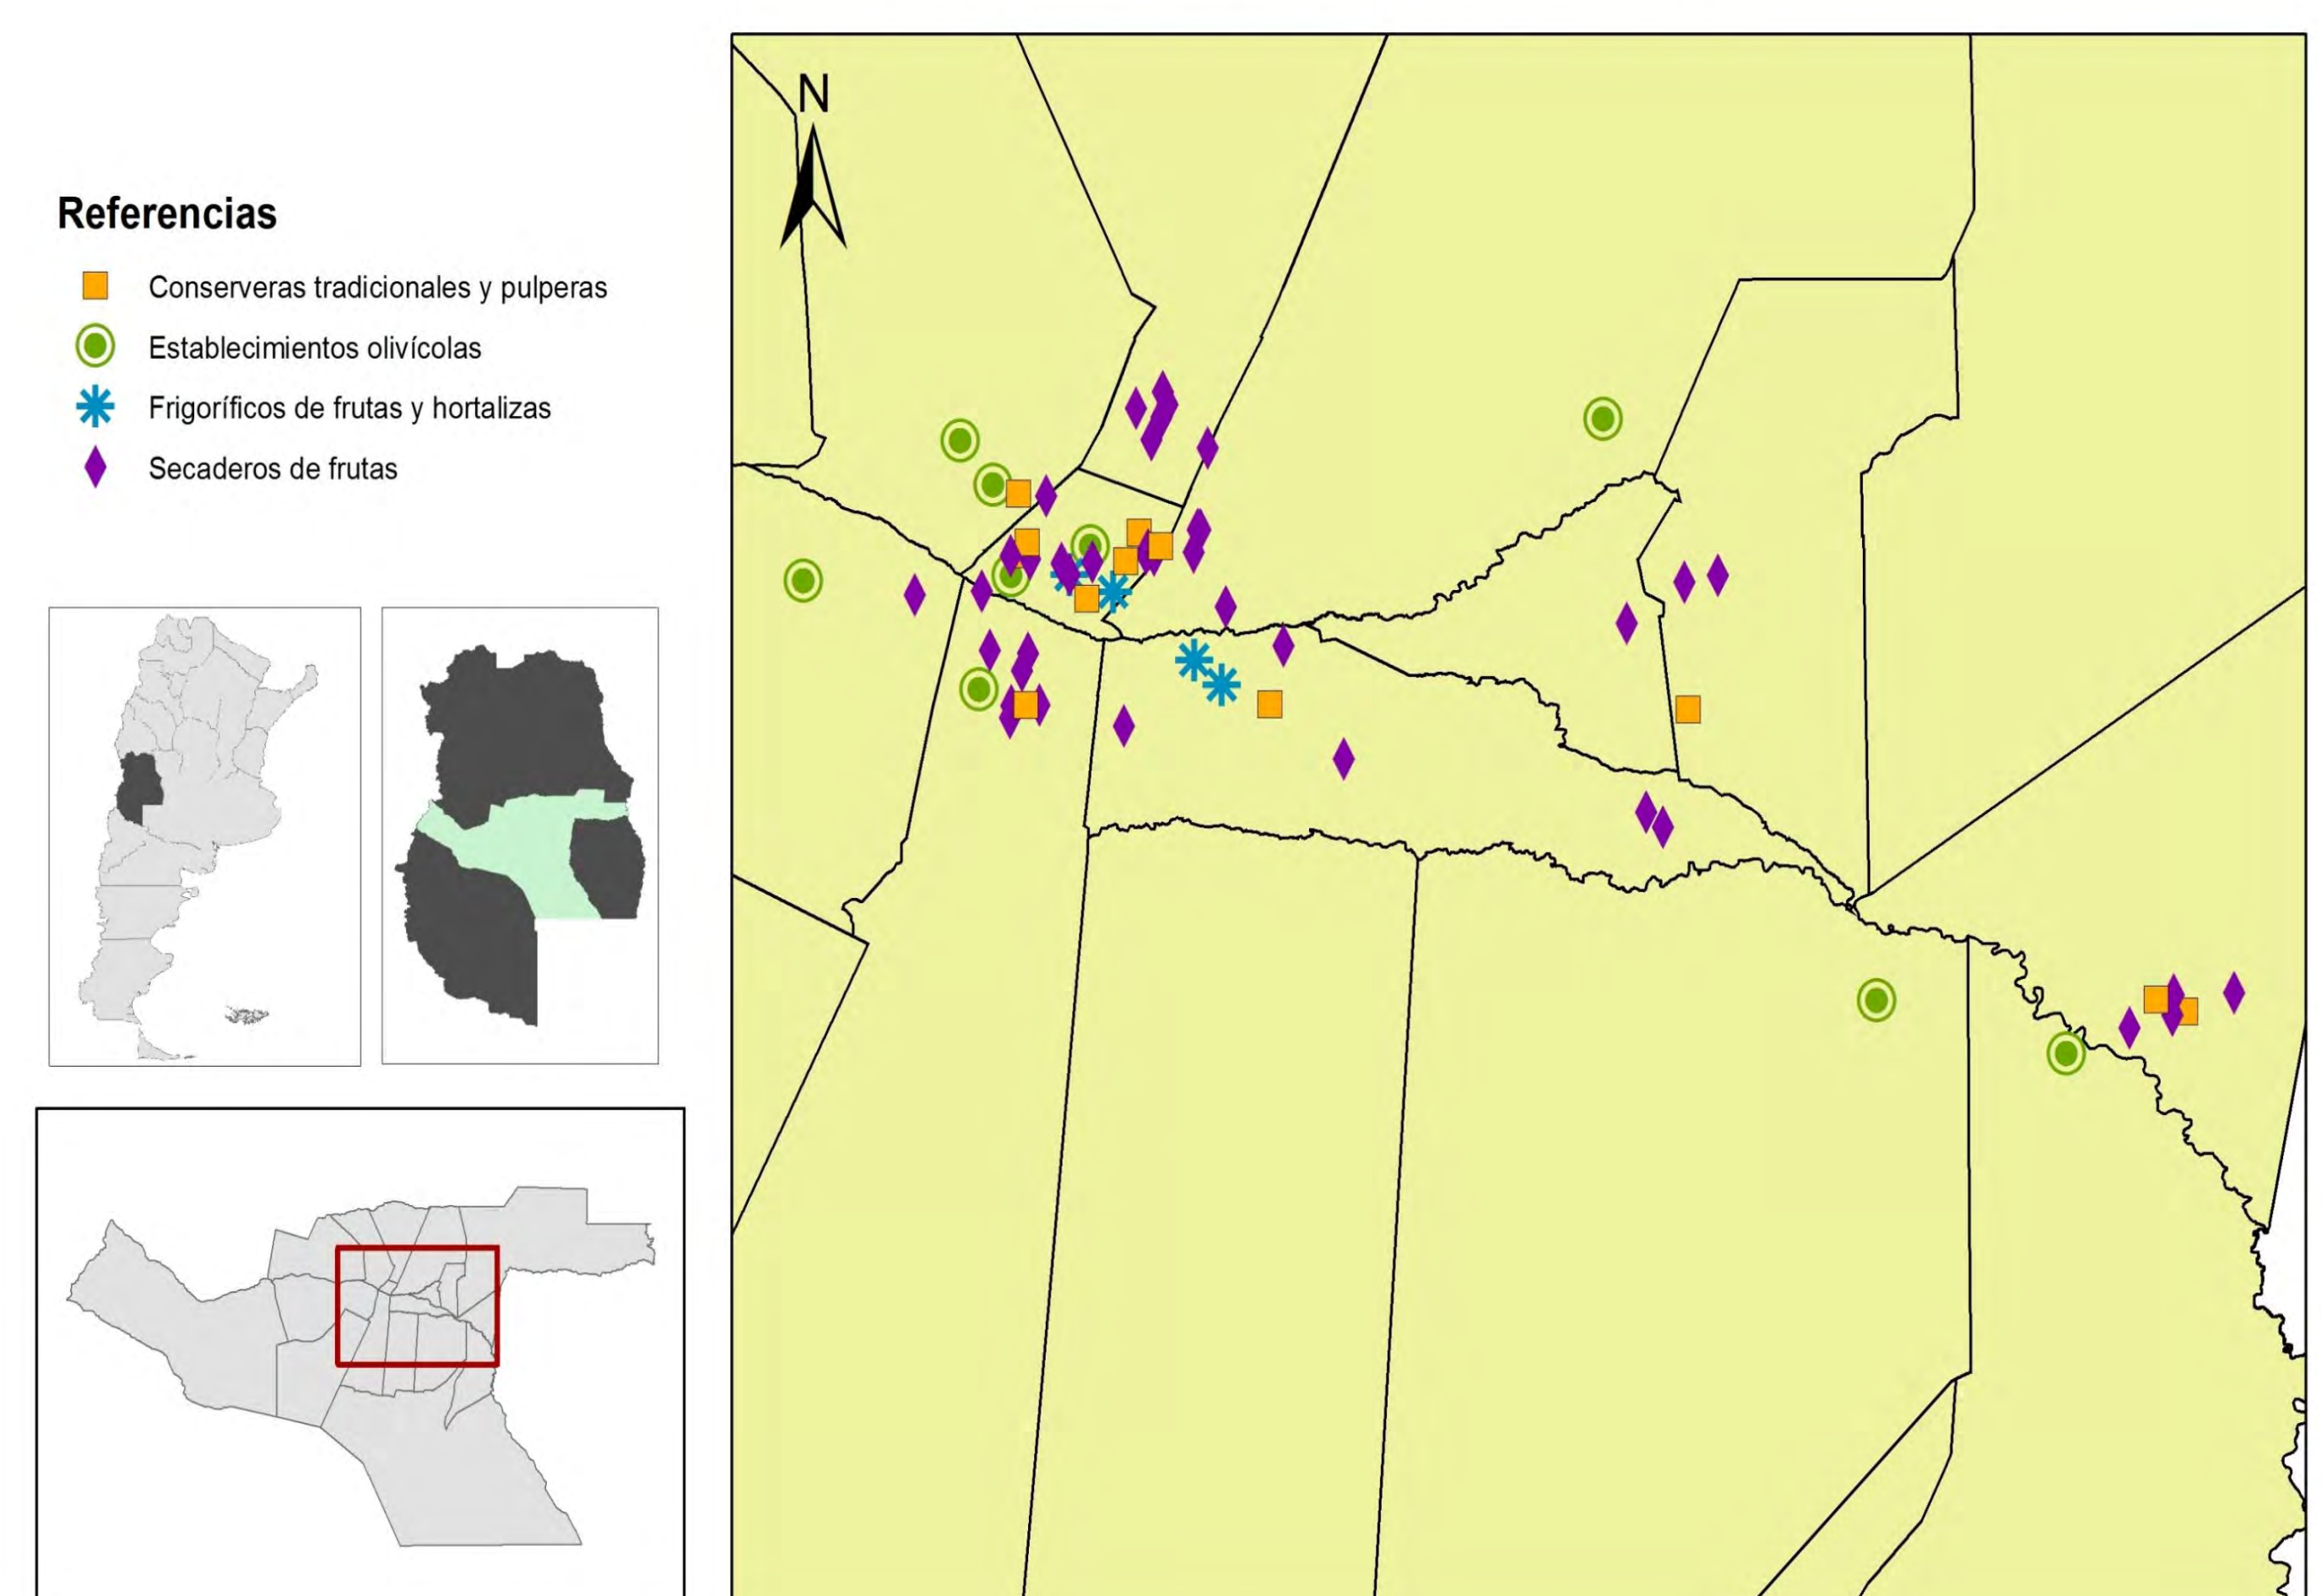 N
Referencias
Conserveras tradicionales y pulperas
Establecimientos olivícolas
Frigoríficos de frutas y hortalizas
Secaderos de frutas